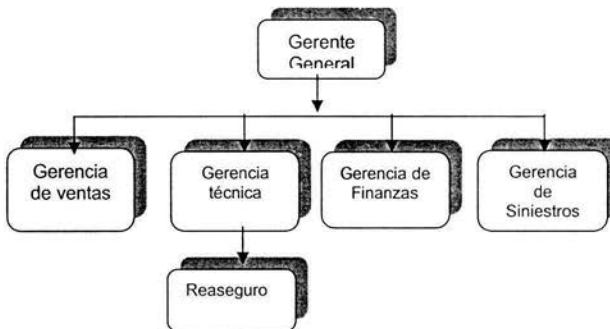 Gerente
General
Gerencia
de ventas
Gerencia
técnica
Gerencia de
Finanzas
Gerencia
de
Siniestros
Reaseguro